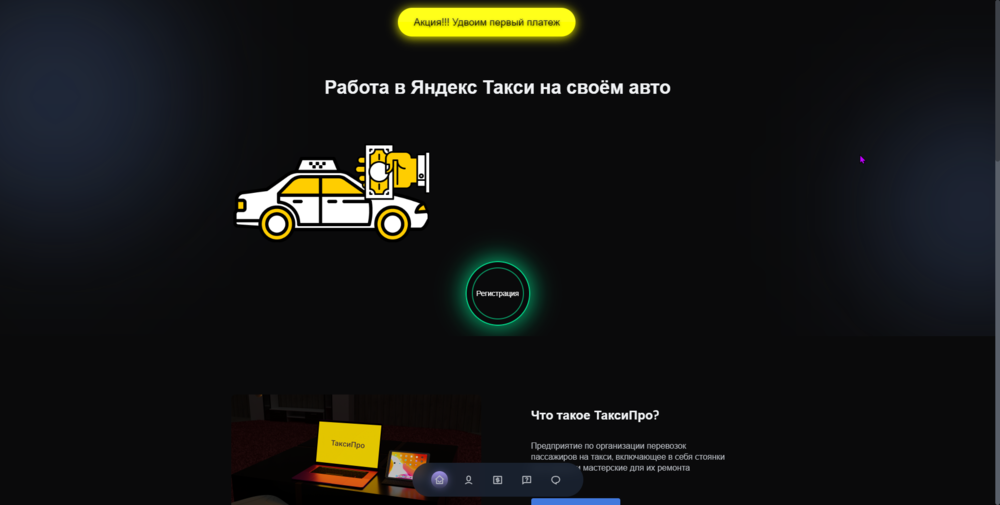 Акция!!! Удвоим первый платеж
Работа в Яндекс Такси на своём авто
Регистрация
ТаксиПро
Что такое ТаксиПро?
Предприятие по организации перевозок
пассажиров на такси, включающее в себя стоянки
и мастерские для их ремонта